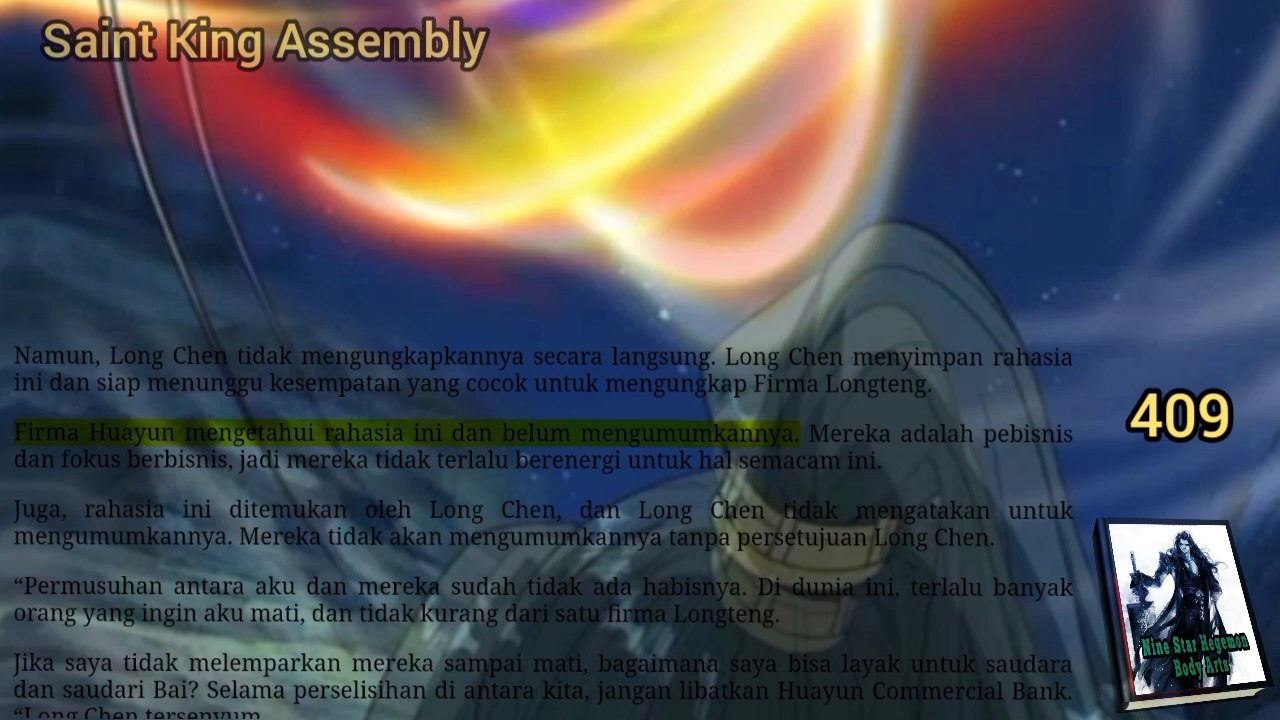 Saint King Assembly
Namun, Long Chen tidak mengungkapkannya secara langsung. Long Chen menyimpan rahasia
ini dan siap menunggu kesempatan yang cocok untuk mengungkap Firma Longteng.
Firma Huayun mengetahui rahasia ini dan belum mengumumkannya. Mereka adalah pebisnis
dan fokus berbisnis, jadi mereka tidak terlalu berenergi untuk hal semacam ini.
409
Juga, rahasia ini ditemukan oleh Long Chen, dan Long Chen tidak mengatakan untuk
mengumumkannya. Mereka tidak akan mengumumkannya tanpa persetujuan Long Chen.
“Permusuhan antara aku dan mereka sudah tidak ada habisnya. Di dunia ini, terlalu banyak
orang yang ingin aku mati, dan tidak kurang dari satu firma Longteng.
Jika saya tidak melemparkan mereka sampai mati, bagaimana saya bisa layak untuk saudara
dan saudari Bai? Selama perselisihan di antara kita, jangan libatkan Huayun Commercial Bank.
“Long Chen tersenyum
Nine Star Hegemon
Body Arts